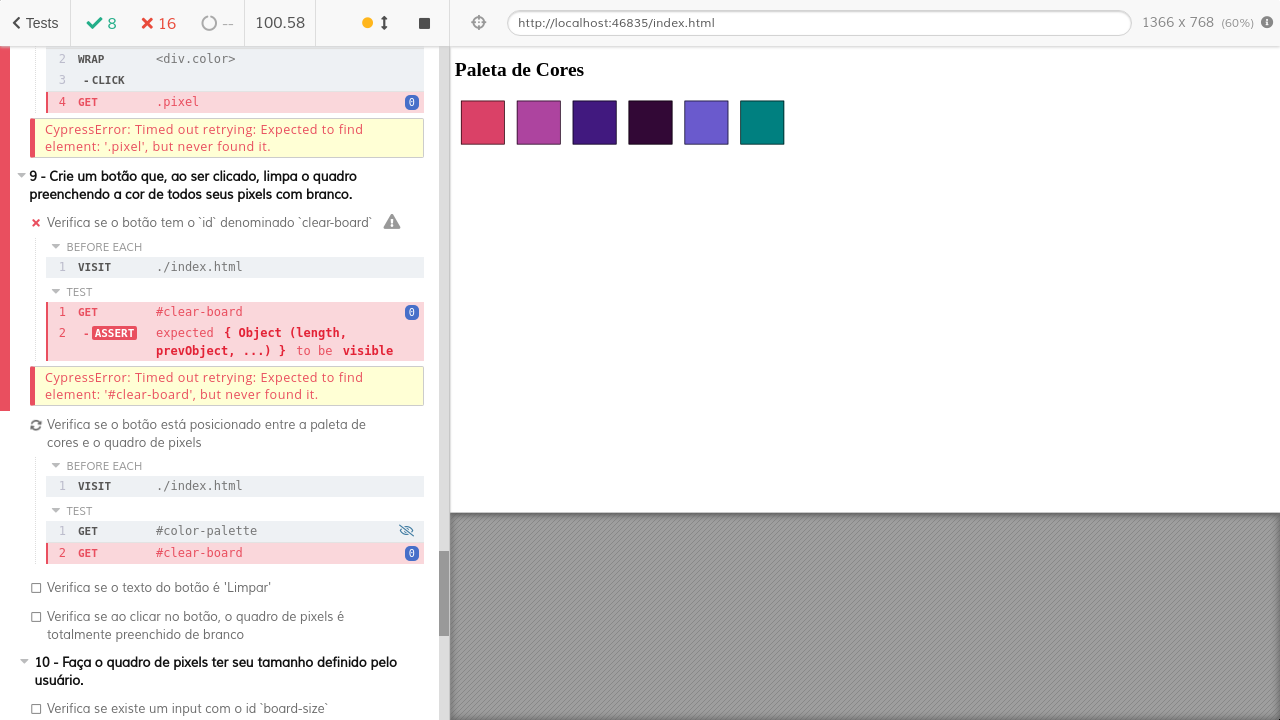 Tests 8 16 -- 100.58
http://localhost:46835/index.html 1366 x 768 (60%)
2 WRAP <div.color>
3 -CLICK
4 GET .pixel 0
CypressError: Timed out retrying: Expected to find
element: '.pixel', but never found it.
9 - Crie um botão que, ao ser clicado, limpa o quadro
preenchendo a cor de todos seus pixels com branco.
Verifica se o botão tem o `id` denominado `clear-board`
BEFORE EACH
1 VISIT ./index.html
TEST
1 GET #clear-board 0
2 -ASSERT expected { Object (length,
prevObject, ...) } to be visible
CypressError: Timed out retrying: Expected to find
element: '#clear-board', but never found it.
Verifica se o botão está posicionado entre a paleta de
cores e o quadro de pixels
BEFORE EACH
1 VISIT ./index.html
TEST
1 GET #color-palette
2 GET #clear-board 0
Verifica se o texto do botão é 'Limpar'
Verifica se ao clicar no botão, o quadro de pixels é
totalmente preenchido de branco
10 - Faça o quadro de pixels ter seu tamanho definido pelo
usuário.
Verifica se existe um input com o id `board-size`
Paleta de Cores